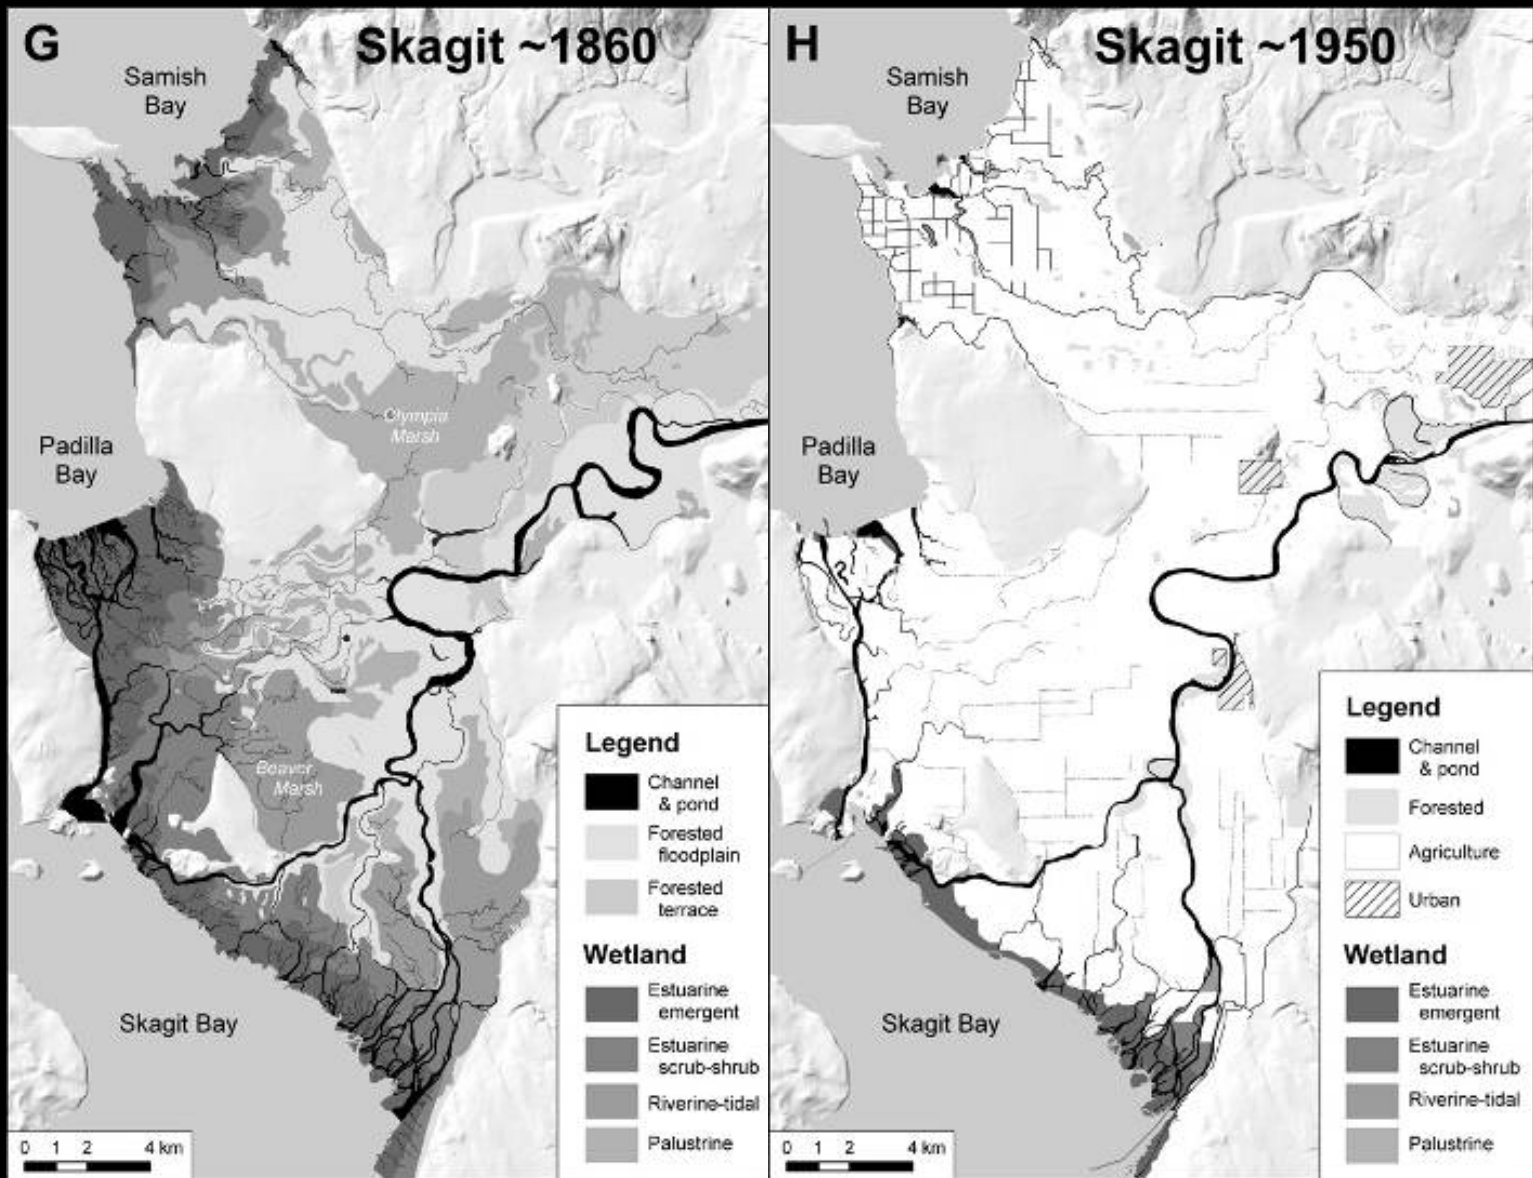 G
Skagit ~1860
Samish
Bay
Olympia
Marsh
Padilla
Bay
Beaver
Marsh
Skagit Bay
0 1 2 4 km
Legend
Channel
& pond
Forested
floodplain
Forested
terrace
Wetland
Estuarine
emergent
Estuarine
scrub-shrub
Riverine-tidal
Palustrine
H
Skagit ~1950
Samish
Bay
Padilla
Bay
Skagit Bay
0 1 2 4 km
Legend
Channel
& pond
Forested
Agriculture
Urban
Wetland
Estuarine
emergent
Estuarine
scrub-shrub
Riverine-tidal
Palustrine